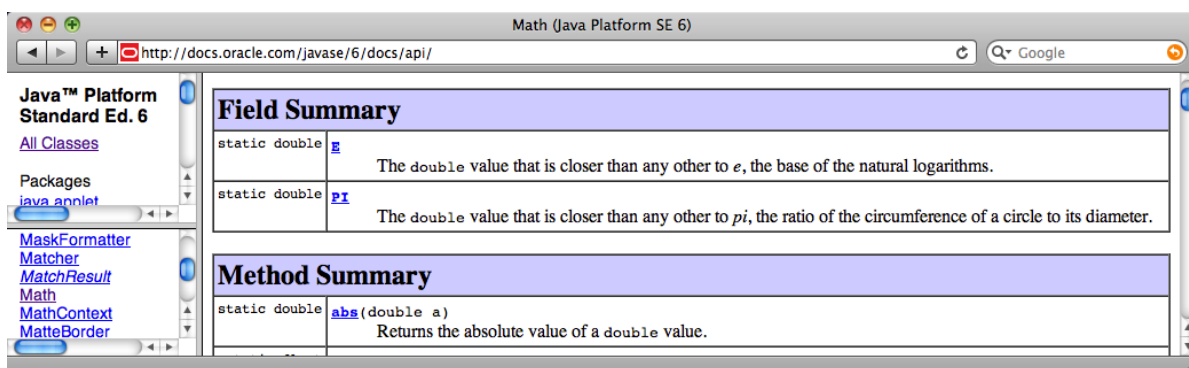 Math (Java Platform SE 6)
http://docs.oracle.com/javase/6/docs/api/
Google
Java™ Platform
Standard Ed. 6
All Classes
Packages
java.applet
MaskFormatter
Matcher
MatchResult
Math
MathContext
MatteBorder
Field Summary
static double E
The double value that is closer than any other to e, the base of the natural logarithms.
static double PI
The double value that is closer than any other to pi, the ratio of the circumference of a circle to its diameter.
Method Summary
static double abs(double a)
Returns the absolute value of a double value.